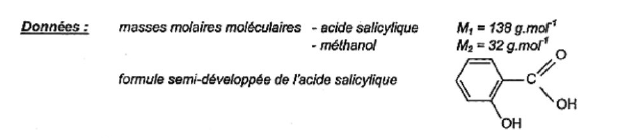 Données : masses molaires moléculaires - acide salicylique M₁ = 138 g.mol⁻¹
- méthanol M₂ = 32 g.mol⁻¹
formule semi-développée de l'acide salicylique
O
C
OH
OH